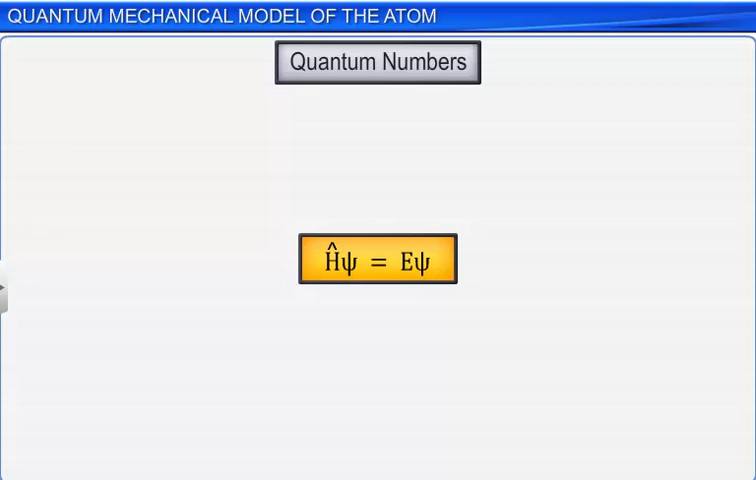 QUANTUM MECHANICAL MODEL OF THE ATOM
Quantum Numbers
Ĥψ = Eψ